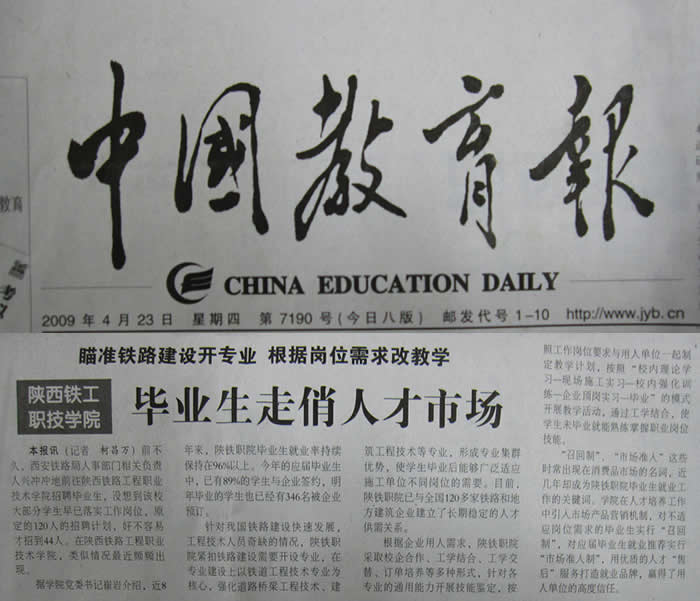 中國教育報
CHINA EDUCATION DAILY
2009 年 4 月 23 日 星期四 第 7190 号 (今日八版) 邮发代号 1-10 http://www.jyb.cn
教育
瞄准铁路建设开专业 根据岗位需求改教学
陕西铁工
职技学院
毕业生走俏人才市场
本报讯（记者 柯昌万）前不
久，西安铁路局人事部门相关负责
人兴冲冲地前往陕西铁路工程职业
技术学院招聘毕业生，没想到该校
大部分学生早已落实工作岗位，原
定的120人的招聘计划，好不容易
才招到44人。在陕西铁路工程职业
技术学院，类似情况最近频频出
现。
据学院党委书记崔岩介绍，近8
年来，陕铁职院毕业生就业率持续
保持在96%以上。今年的应届毕业生
中，已有89%的学生与企业签约，明
年毕业的学生也已经有346名被企业
预订。
针对我国铁路建设快速发展，
工程技术人员奇缺的情况，陕铁职
院紧扣铁路建设需要开设专业，在
专业建设上以铁道工程技术专业为
核心，强化道路桥梁工程技术、建
筑工程技术等专业，形成专业集群
优势，使学生毕业后能够广泛适应
施工单位不同岗位的需要。目前，
陕铁职院已与全国120多家铁路和地
方建筑企业建立了长期稳定的人才
供需关系。
根据企业用人需求，陕铁职院
采取校企合作、工学结合、工学交
替、订单培养等多种形式，针对各
专业的通用能力开展技能鉴定，按
照工作岗位要求与用人单位一起制
定教学计划，按照“校内理论学
习—现场施工实习—校内强化训
练—企业顶岗实习—毕业”的模式
开展教学活动，通过工学结合，使
学生未毕业就能熟练掌握职业岗位
技能。
“召回制”、“市场准入”这些
时常出现在消费品市场的名词，近
几年却成为陕铁职院毕业生就业工
作的关键词。学院在人才培养工作
中引入市场产品营销机制，对不适
应岗位需求的毕业生实行“召回
制”，对应届毕业生就业推荐实行
“市场准入制”，用优质的人才“售
后”服务打造就业品牌，赢得了用
人单位的高度信任。